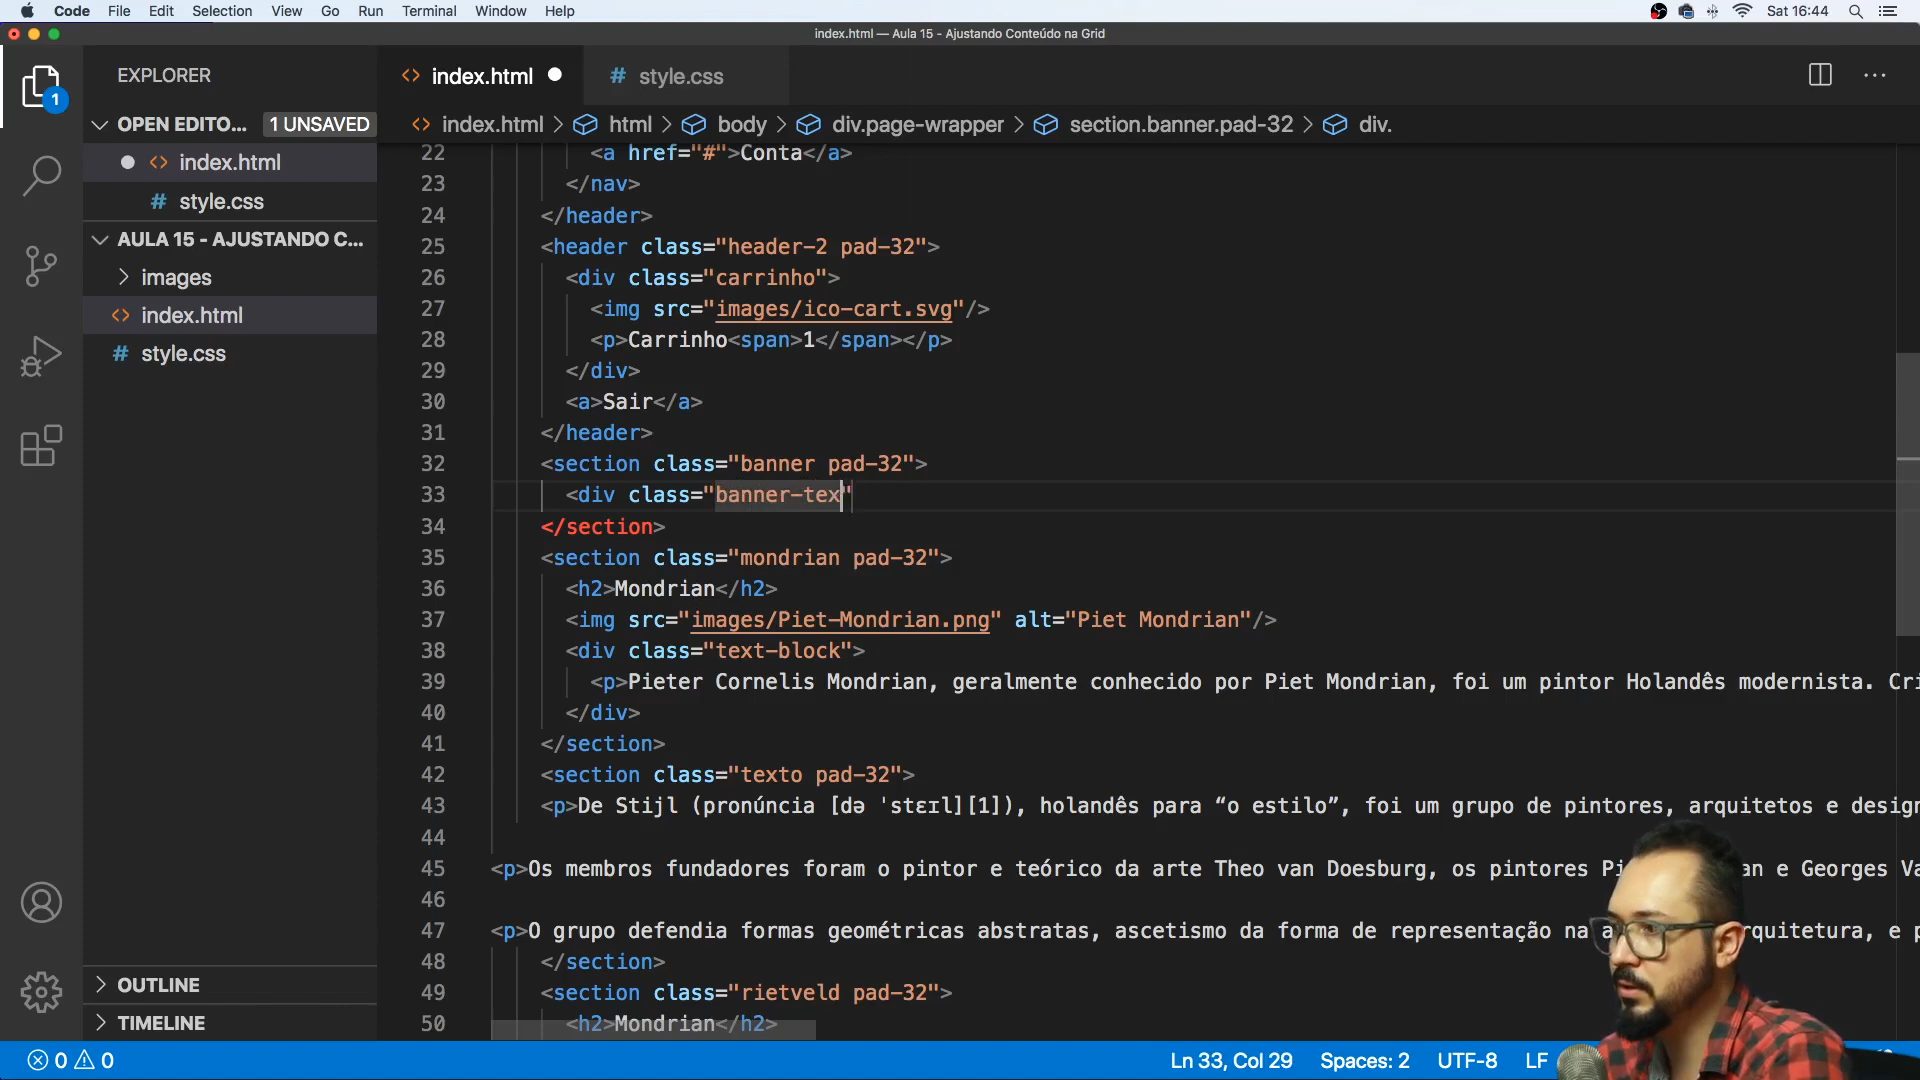 Code File Edit Selection View Go Run Terminal Window Help Sat 16:44
index.html — Aula 15 - Ajustando Conteúdo na Grid
EXPLORER
index.html
style.css
1
OPEN EDITO... 1 UNSAVED
index.html
style.css
AULA 15 - AJUSTANDO C...
images
index.html
style.css
OUTLINE
TIMELINE
index.html > html > body > div.page-wrapper > section.banner.pad-32 > div.
22 <a href="#">Conta</a>
23 </nav>
24 </header>
25 <header class="header-2 pad-32">
26 <div class="carrinho">
27 <img src="images/ico-cart.svg"/>
28 <p>Carrinho<span>1</span></p>
29 </div>
30 <a>Sair</a>
31 </header>
32 <section class="banner pad-32">
33 <div class="banner-tex"
34 </section>
35 <section class="mondrian pad-32">
36 <h2>Mondrian</h2>
37 <img src="images/Piet-Mondrian.png" alt="Piet Mondrian"/>
38 <div class="text-block">
39 <p>Pieter Cornelis Mondrian, geralmente conhecido por Piet Mondrian, foi um pintor Holandês modernista. Cri
40 </div>
41 </section>
42 <section class="texto pad-32">
43 <p>De Stijl (pronúncia [də ˈstɛɪl][1]), holandês para “o estilo”, foi um grupo de pintores, arquitetos e design
44
45 <p>Os membros fundadores foram o pintor e teórico da arte Theo van Doesburg, os pintores Pi an e Georges Va
46
47 <p>O grupo defendia formas geométricas abstratas, ascetismo da forma de representação na a rquitetura, e p
48 </section>
49 <section class="rietveld pad-32">
50 <h2>Mondrian</h2>
0 0 Ln 33, Col 29 Spaces: 2 UTF-8 LF